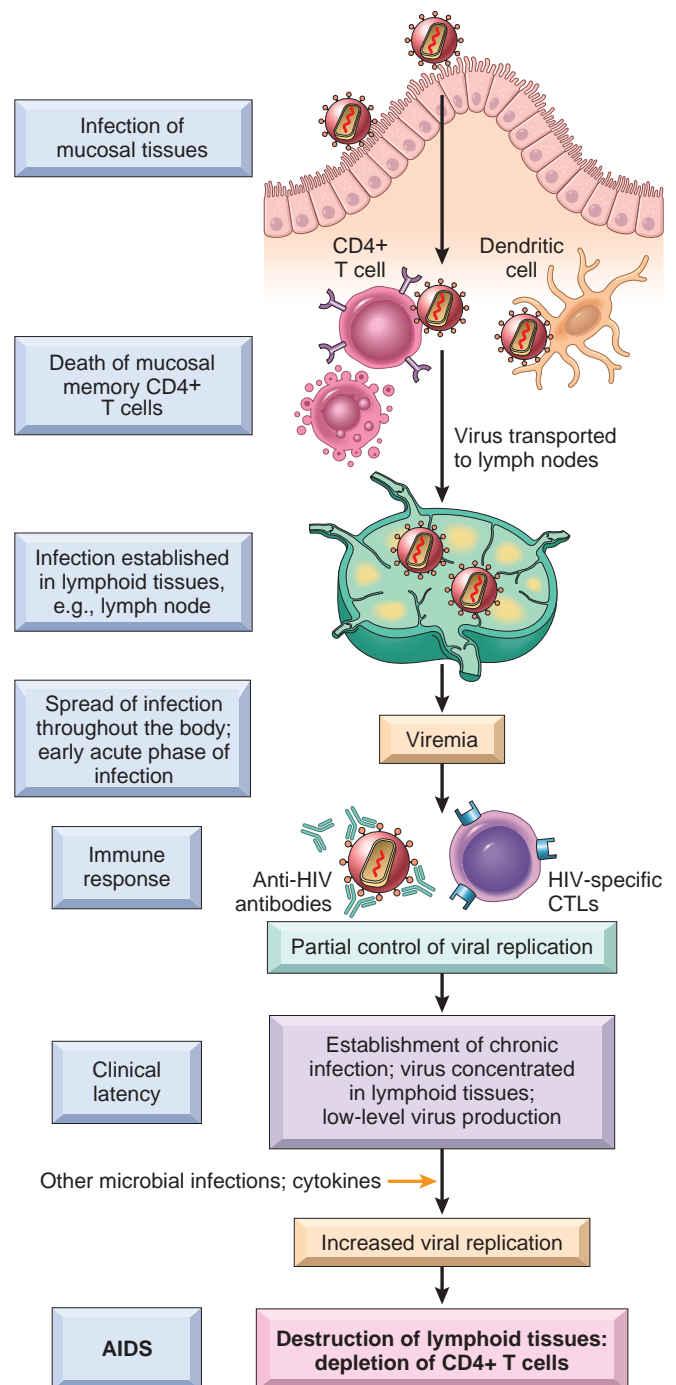 Infection of
mucosal tissues
CD4+
T cell
Dendritic
cell
Death of mucosal
memory CD4+
T cells
Virus transported
to lymph nodes
Infection established
in lymphoid tissues,
e.g., lymph node
Spread of infection
throughout the body;
early acute phase of
infection
Viremia
Immune
response
Anti-HIV
antibodies
HIV-specific
CTLs
Partial control of viral replication
Clinical
latency
Establishment of chronic
infection; virus concentrated
in lymphoid tissues;
low-level virus production
Other microbial infections; cytokines
Increased viral replication
AIDS
Destruction of lymphoid tissues:
depletion of CD4+ T cells